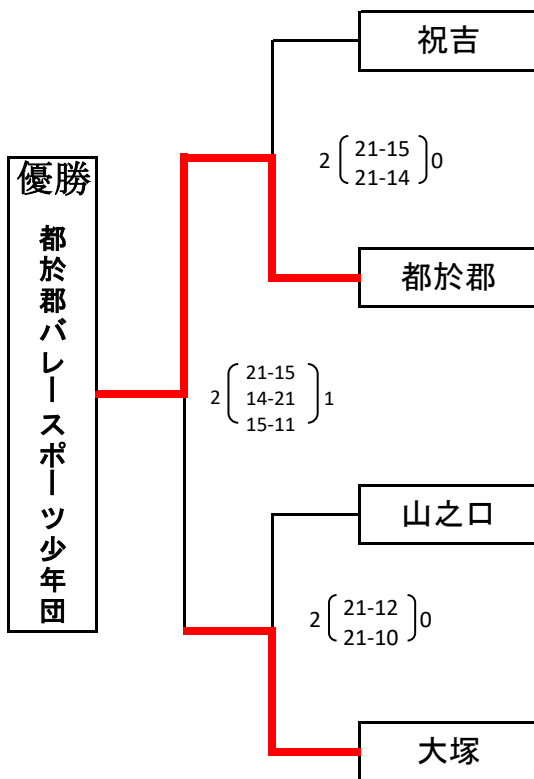 祝吉
2 21-15 0
21-14
優勝
都於郡バレースポーツ少年団
都於郡
21-15
2 14-21 1
15-11
山之口
2 21-12 0
21-10
大塚